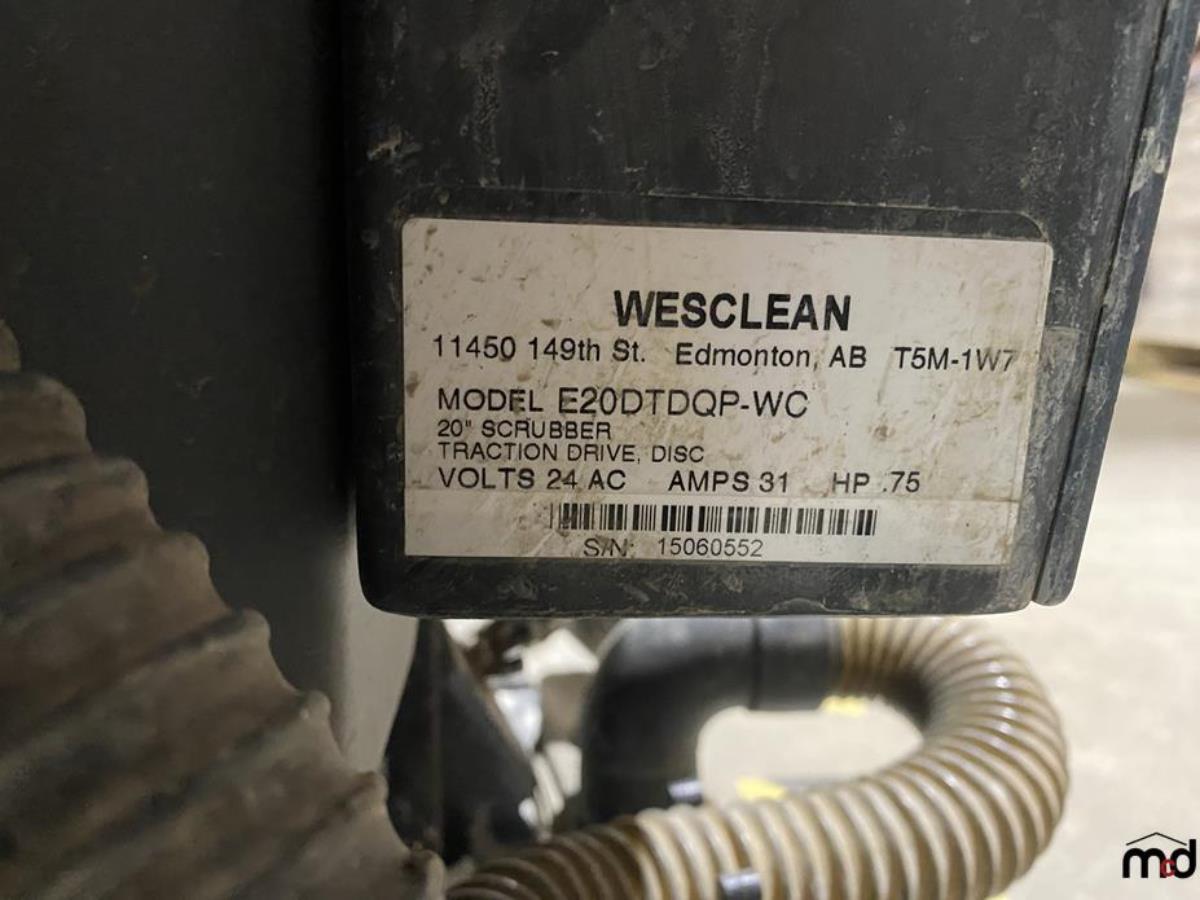 WESCLEAN
11450 149th St. Edmonton, AB T5M-1W7
MODEL E20DTDQP-WC
20" SCRUBBER
TRACTION DRIVE, DISC
VOLTS 24 AC AMPS 31 HP .75
S/N: 15060552
mcd